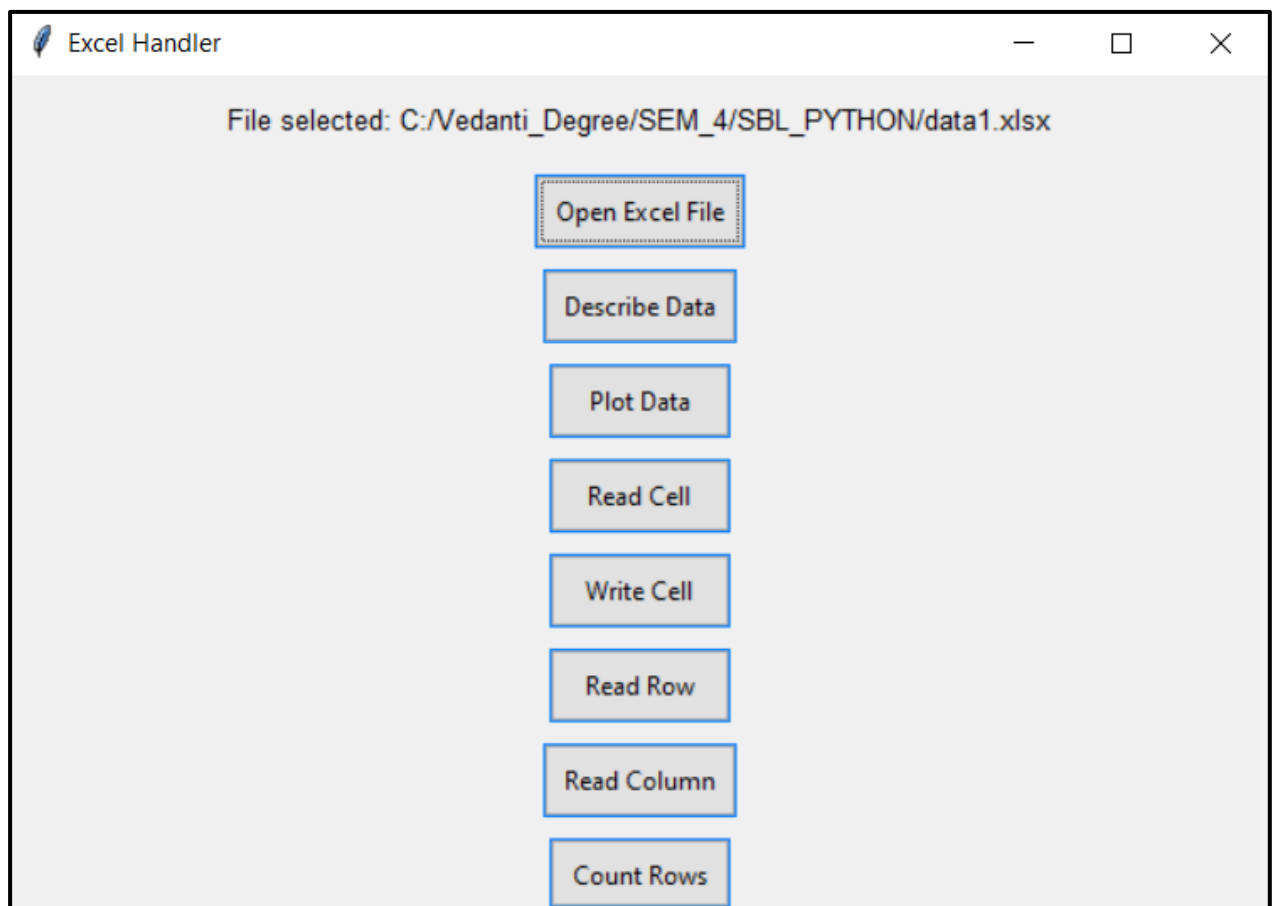 Excel Handler
File selected: C:/Vedanti_Degree/SEM_4/SBL_PYTHON/data1.xlsx
Open Excel File
Describe Data
Plot Data
Read Cell
Write Cell
Read Row
Read Column
Count Rows